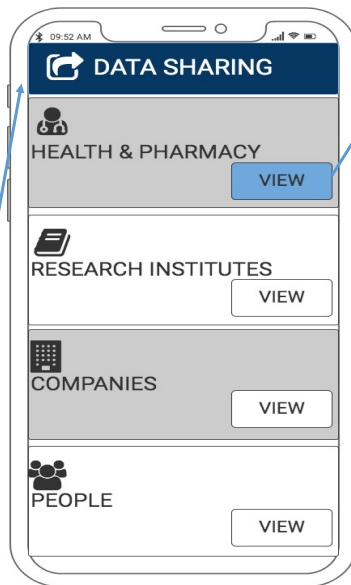 09:52 AM
DATA SHARING
HEALTH & PHARMACY
VIEW
RESEARCH INSTITUTES
VIEW
COMPANIES
VIEW
PEOPLE
VIEW